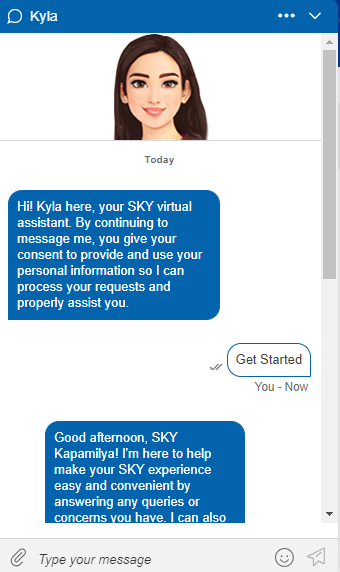 Kyla
Today
Hi! Kyla here, your SKY virtual
assistant. By continuing to
message me, you give your
consent to provide and use your
personal information so I can
process your requests and
properly assist you.
Get Started
You - Now
Good afternoon, SKY
Kapamilya! I'm here to help
make your SKY experience
easy and convenient by
answering any queries or
concerns you have. I can also
Type your message